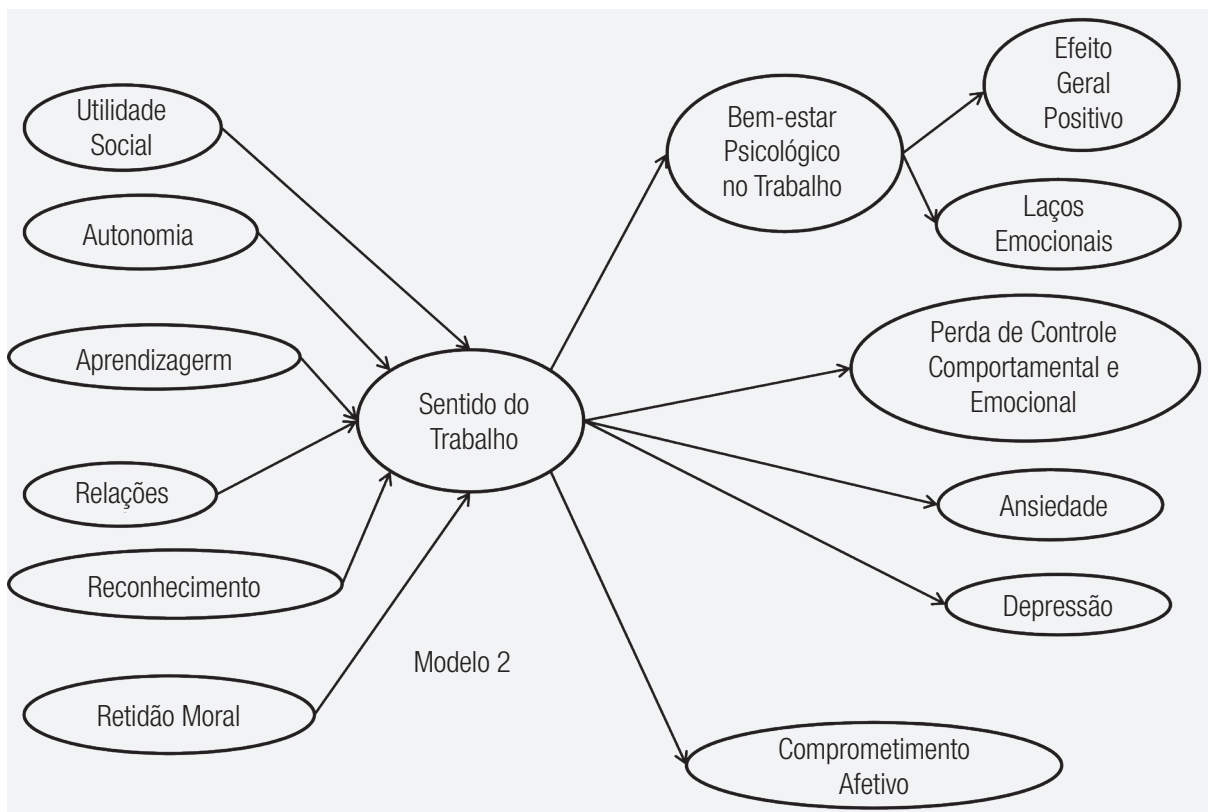 Utilidade
Social
Autonomia
Aprendizagerm
Relações
Reconhecimento
Retidão Moral
Modelo 2
Sentido do
Trabalho
Bem-estar
Psicológico
no Trabalho
Efeito
Geral
Positivo
Laços
Emocionais
Perda de Controle
Comportamental e
Emocional
Ansiedade
Depressão
Comprometimento
Afetivo